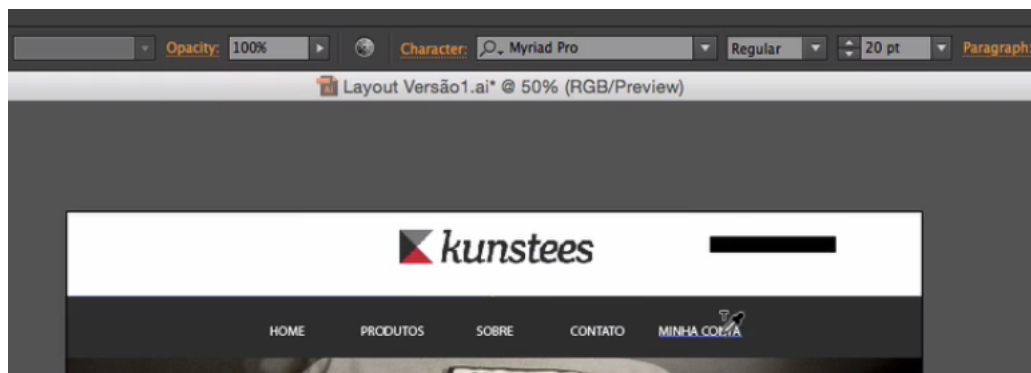 Opacity: 100% Character: Myriad Pro Regular 20 pt Paragraph:
Layout Versão1.ai* @ 50% (RGB/Preview)
kunstees
HOME PRODUTOS SOBRE CONTATO MINHA CONTA